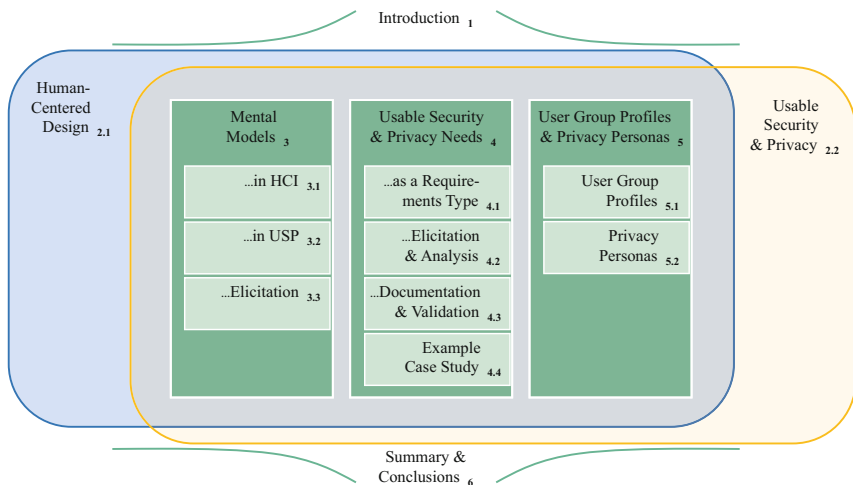 Introduction 1
Human-
Centered
Design 2.1
Usable
Security
& Privacy 2.2
Mental
Models 3
...in HCI 3.1
...in USP 3.2
...Elicitation 3.3
Usable Security
& Privacy Needs 4
...as a Require-
ments Type 4.1
...Elicitation
& Analysis 4.2
...Documentation
& Validation 4.3
Example
Case Study 4.4
User Group Profiles
& Privacy Personas 5
User Group
Profiles 5.1
Privacy
Personas 5.2
Summary &
Conclusions 6